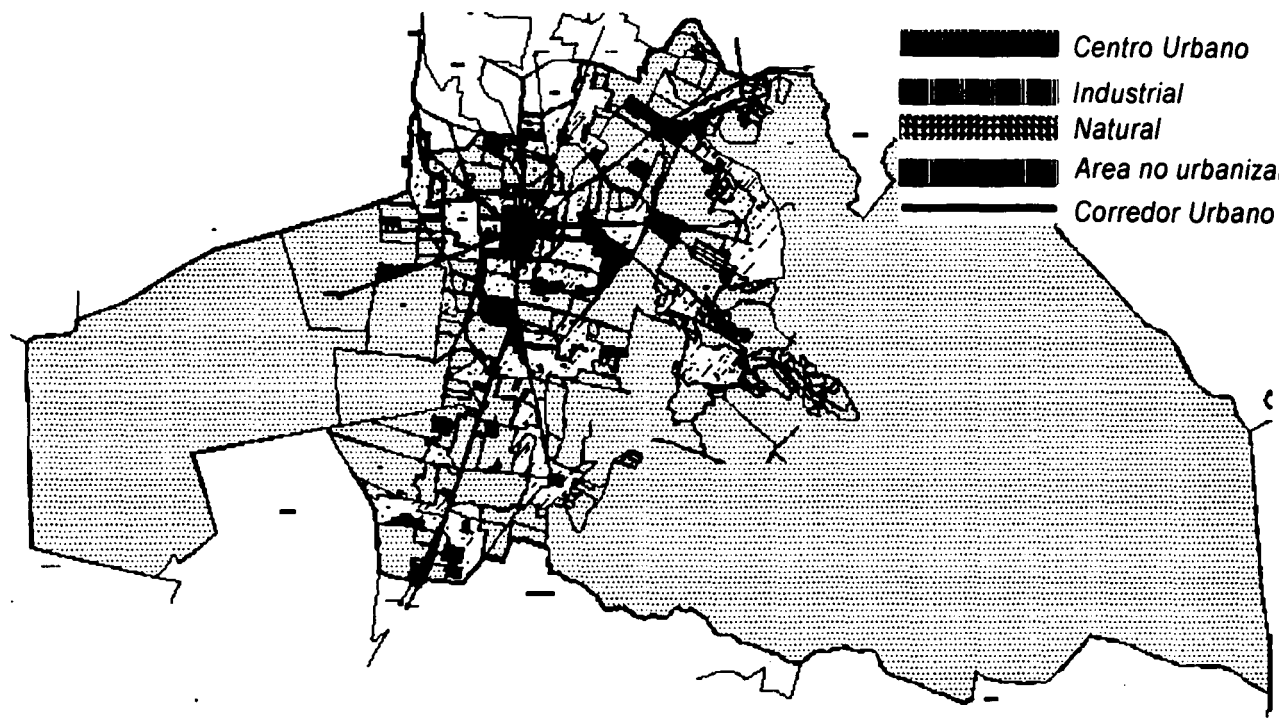 Centro Urbano
Industrial
Natural
Area no urbaniza
Corredor Urbano